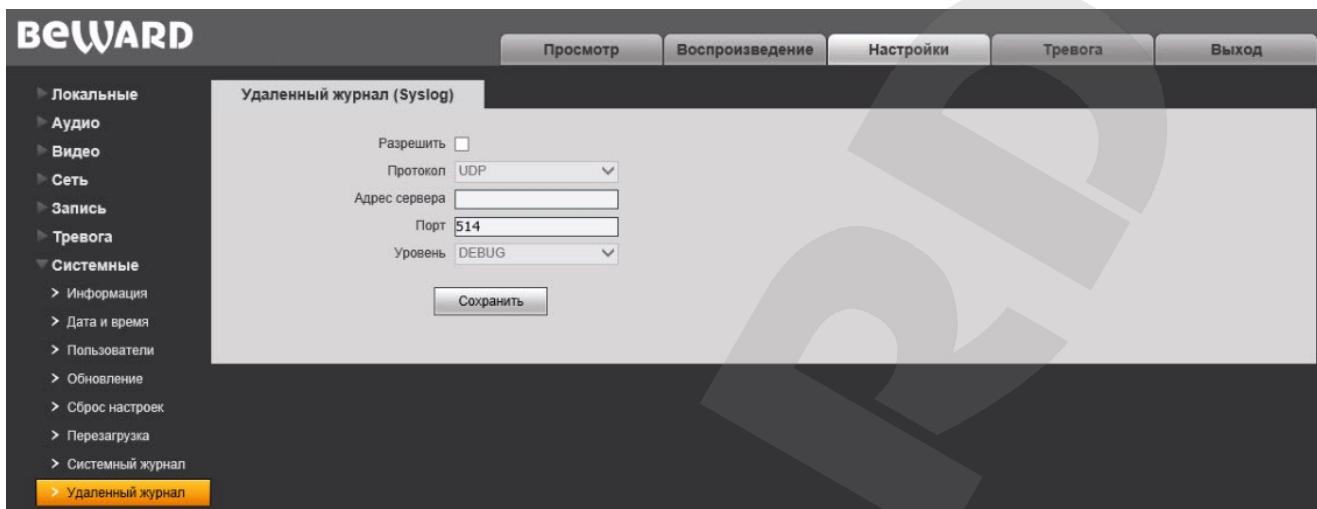 BEWARD
Просмотр
Воспроизведение
Настройки
Тревога
Выход
Локальные
Аудио
Видео
Сеть
Запись
Тревога
Системные
Информация
Дата и время
Пользователи
Обновление
Сброс настроек
Перезагрузка
Системный журнал
Удаленный журнал
Удаленный журнал (Syslog)
Разрешить
Протокол UDP
Адрес сервера
Порт 514
Уровень DEBUG
Сохранить
RD